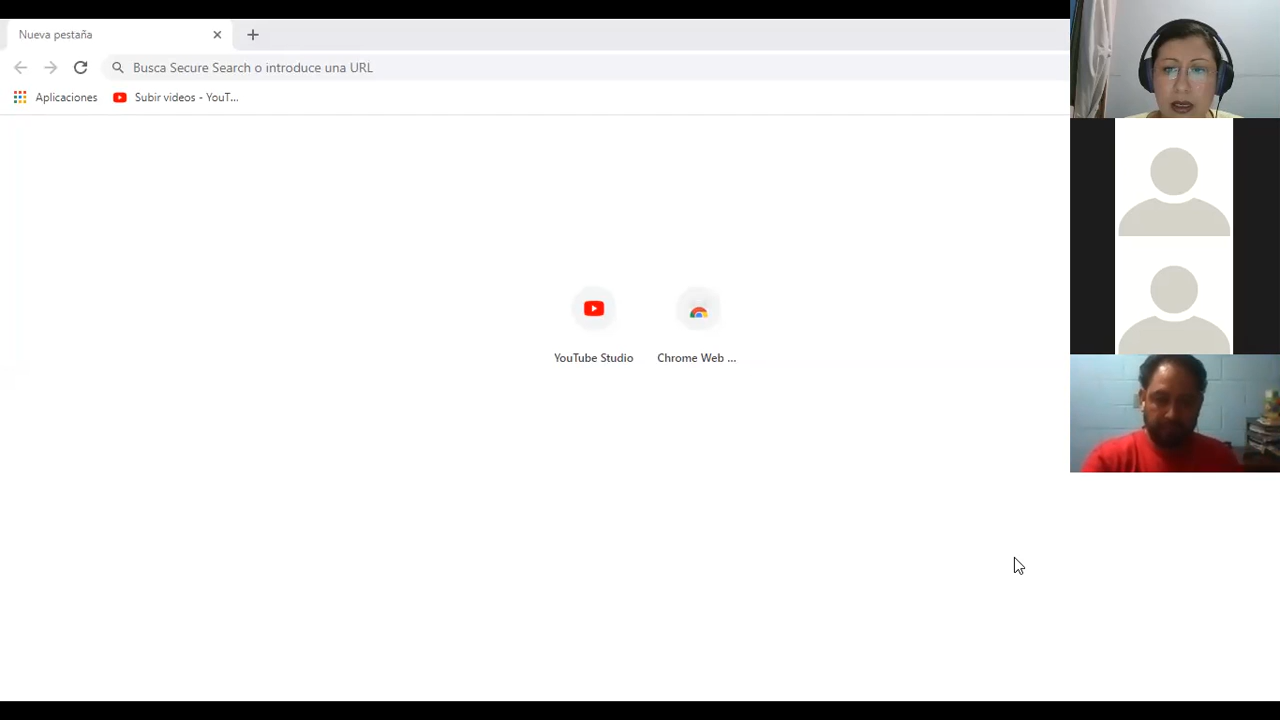 Nueva pestaña
Busca Secure Search o introduce una URL
Aplicaciones
Subir videos - YouT...
YouTube Studio
Chrome Web ...